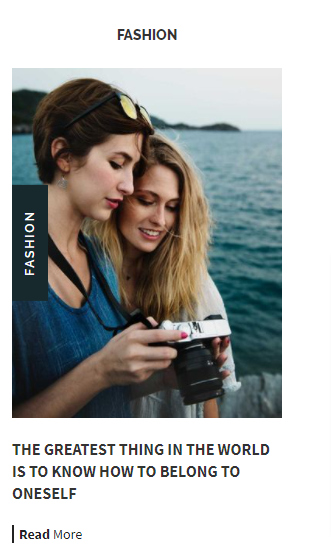 FASHION
FASHION
THE GREATEST THING IN THE WORLD
IS TO KNOW HOW TO BELONG TO
ONESELF
Read More